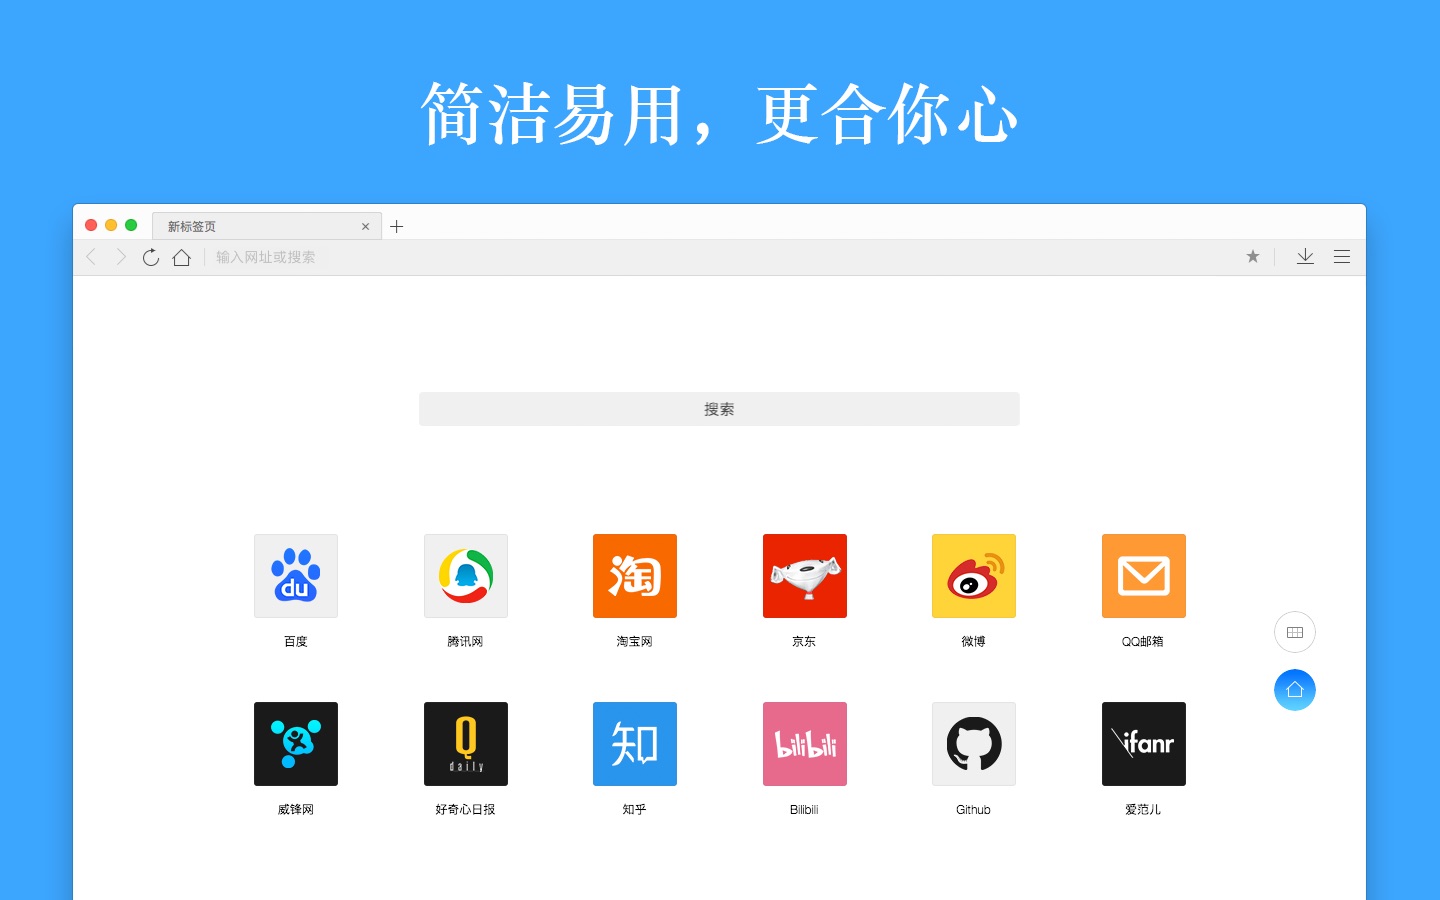 简洁易用，更合你心
新标签页
输入网址或搜索
搜索
du
淘
百度
腾讯网
淘宝网
京东
微博
QQ邮箱
Q
daily
知
bilibili
ifanr
威锋网
好奇心日报
知乎
Bilibili
Github
爱范儿